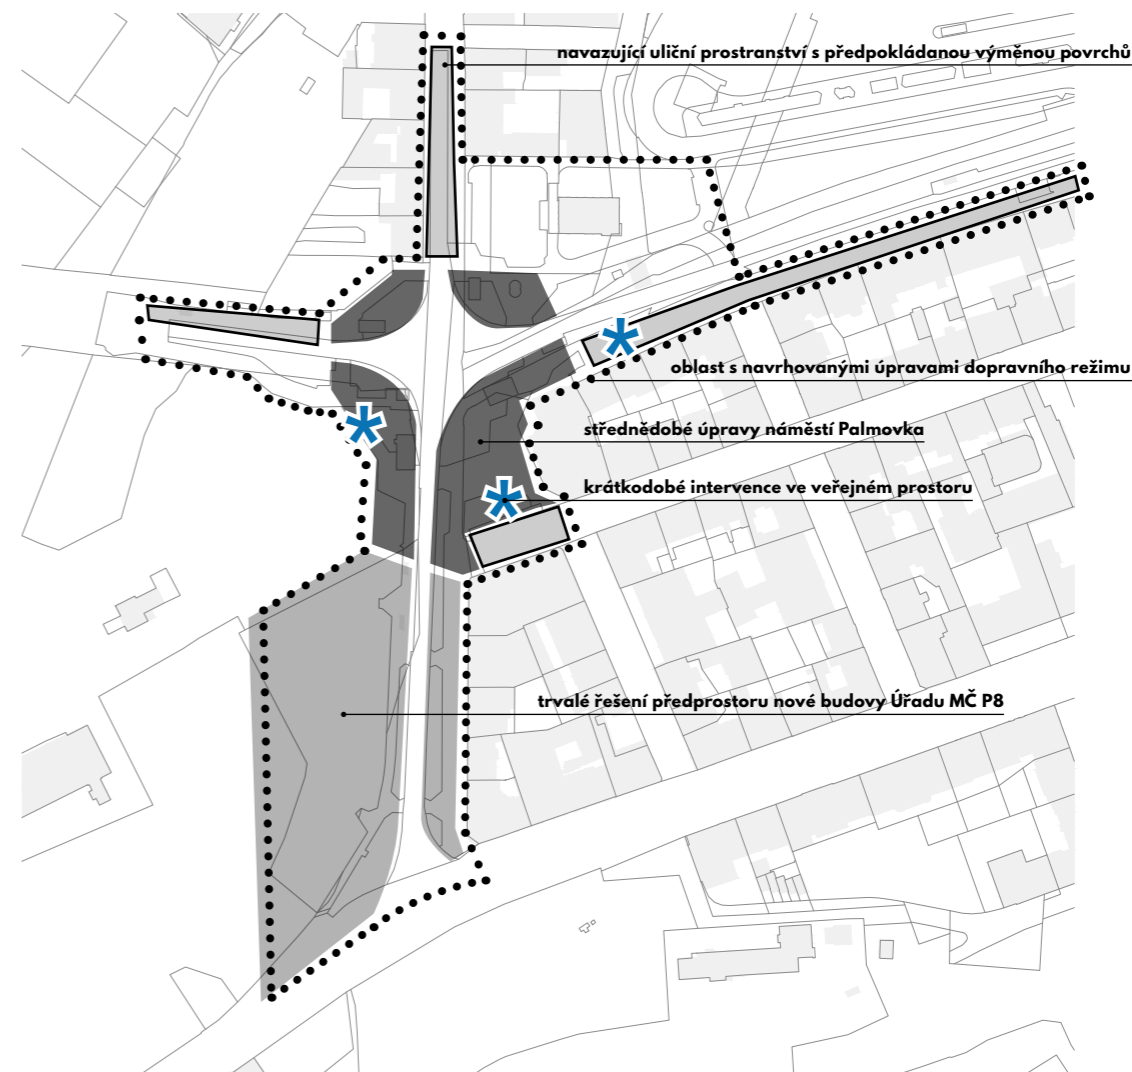 navazující uliční prostranství s předpokládanou výměnou povrchů
oblast s navrhovanými úpravami dopravního režimu
střednědobé úpravy náměstí Palmovka
krátkodobé intervence ve veřejném prostoru
trvalé řešení předprostoru nové budovy Úřadu MČ P8